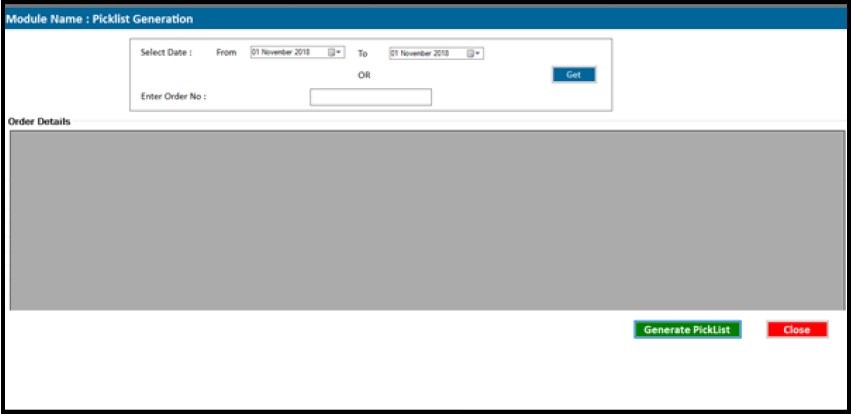 Module Name : Picklist Generation
Select Date : From 01 November 2018 To 01 November 2018
OR
Get
Enter Order No :
Order Details
Generate PickList Close